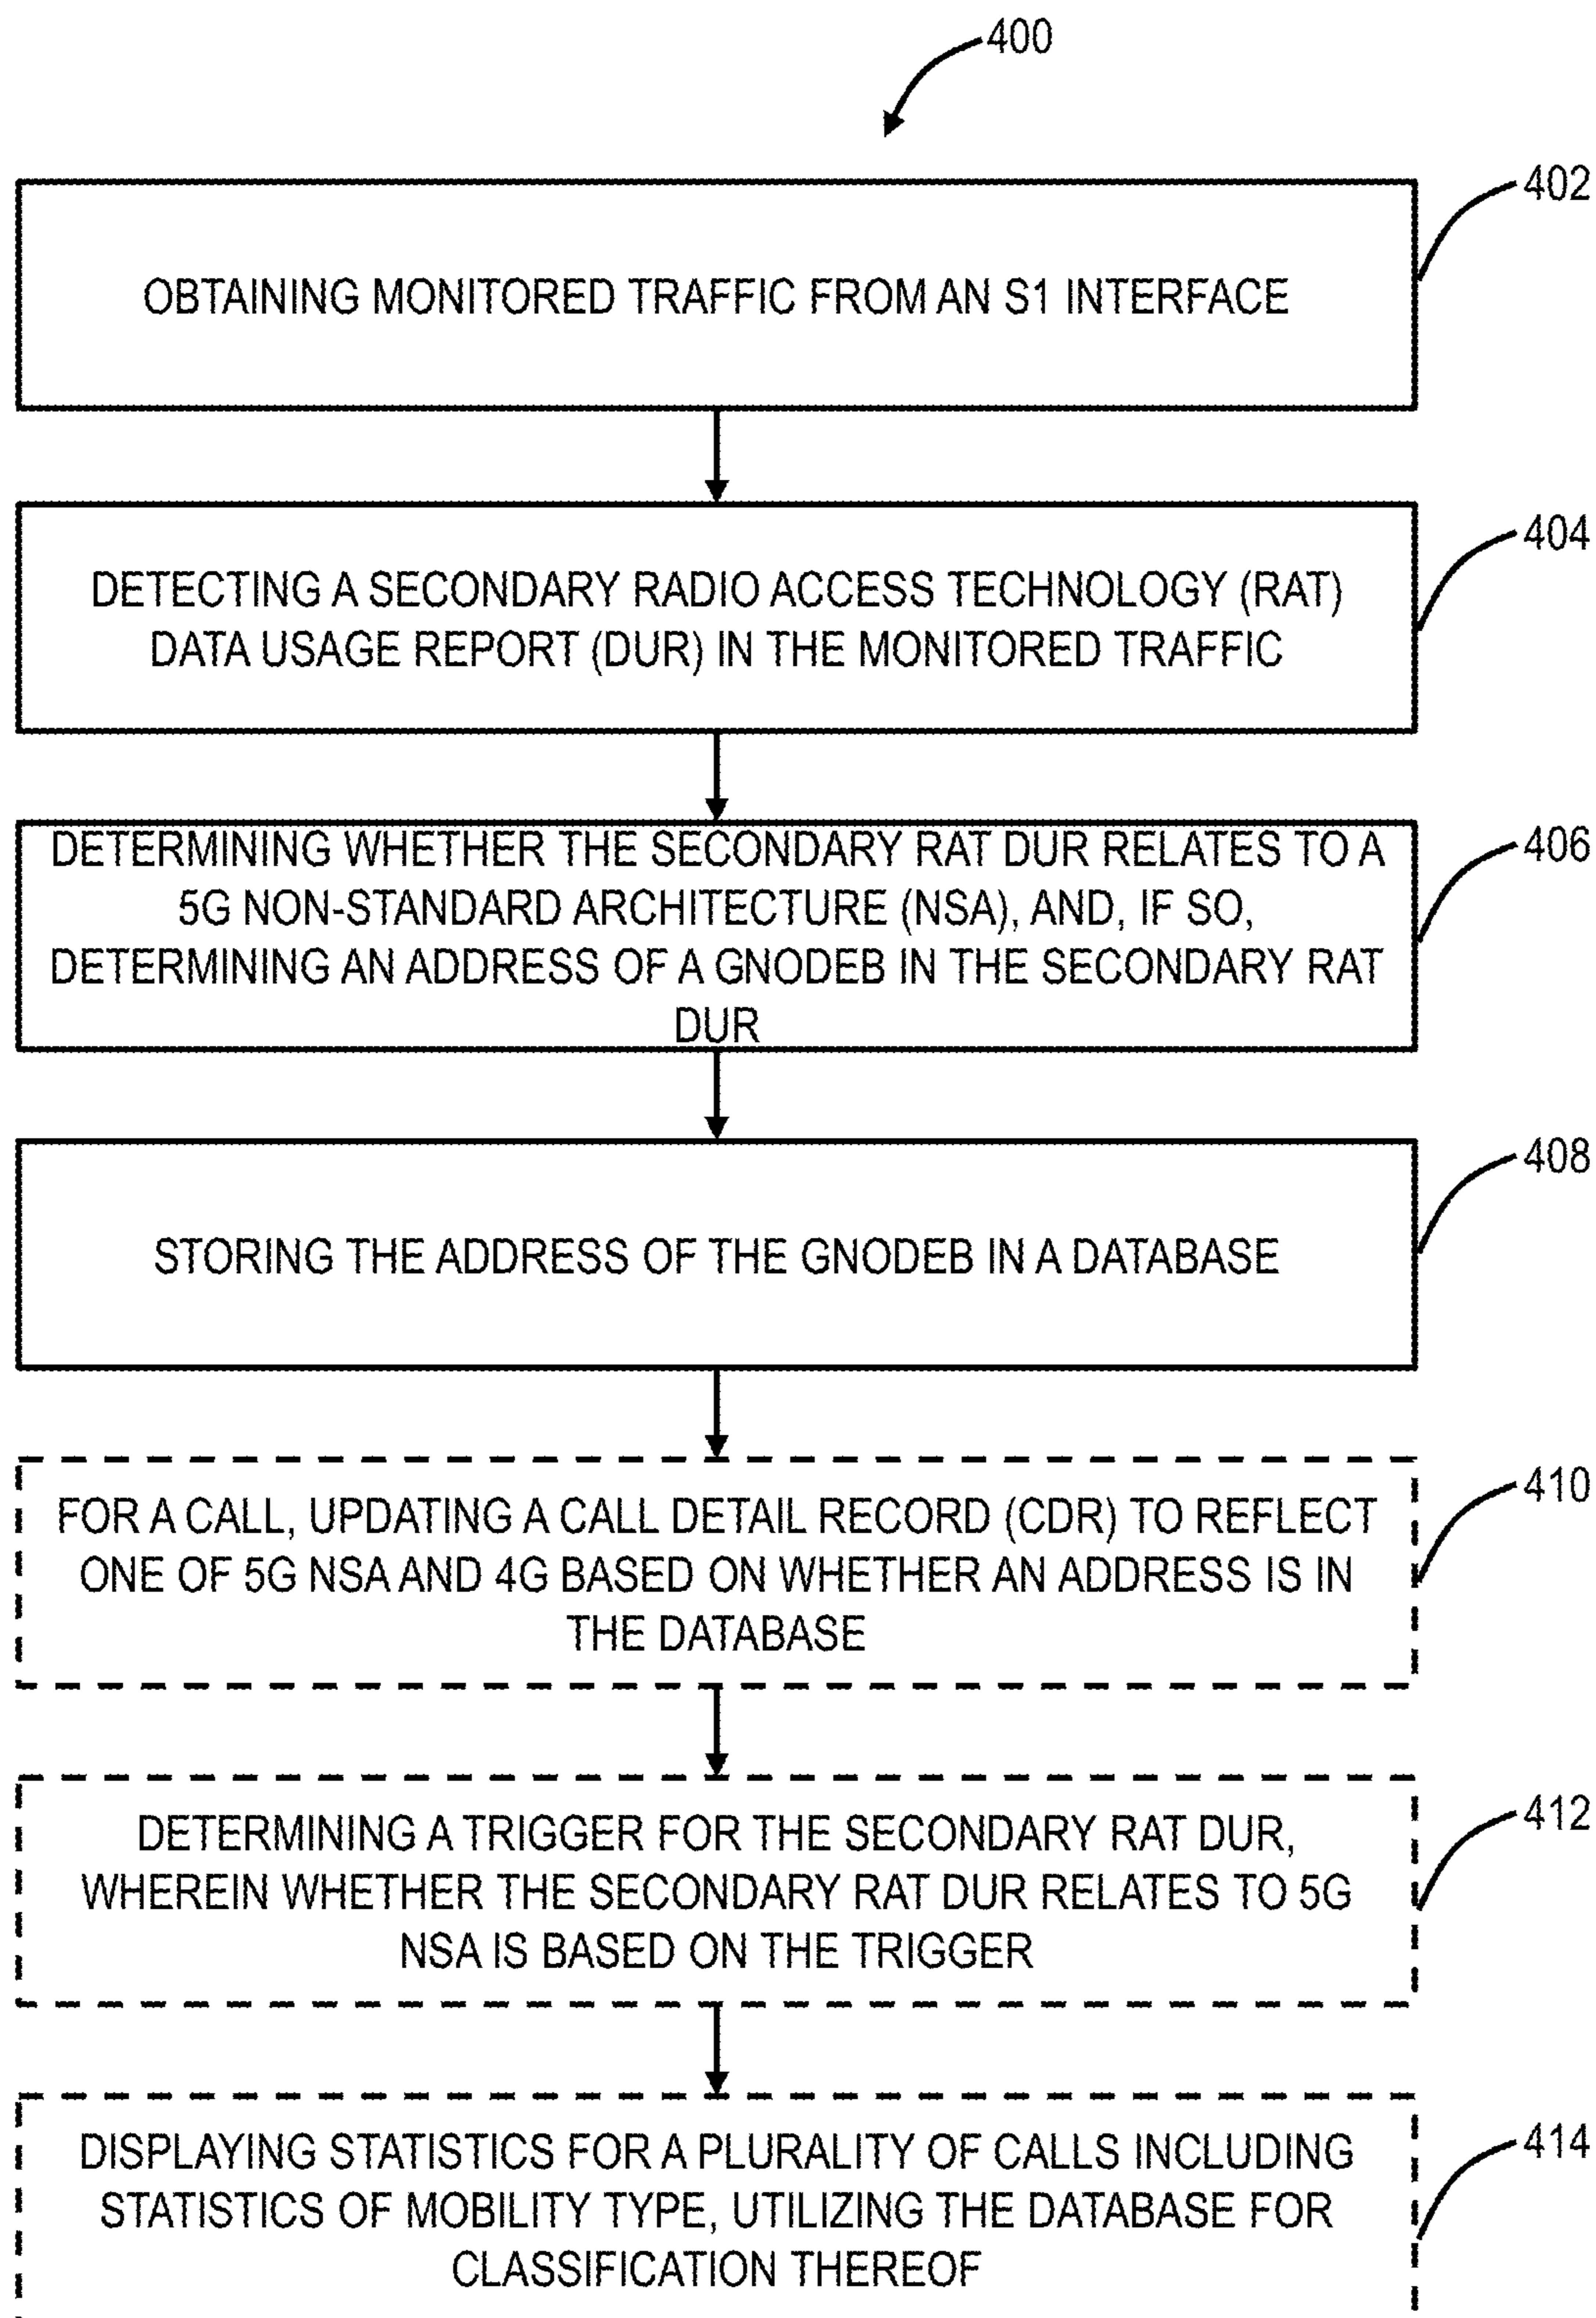 400
402
OBTAINING MONITORED TRAFFIC FROM AN S1 INTERFACE
404
DETECTING A SECONDARY RADIO ACCESS TECHNOLOGY (RAT)
DATA USAGE REPORT (DUR) IN THE MONITORED TRAFFIC
406
DETERMINING WHETHER THE SECONDARY RAT DUR RELATES TO A
5G NON-STANDARD ARCHITECTURE (NSA), AND, IF SO,
DETERMINING AN ADDRESS OF A GNODEB IN THE SECONDARY RAT
DUR
408
STORING THE ADDRESS OF THE GNODEB IN A DATABASE
410
FOR A CALL, UPDATING A CALL DETAIL RECORD (CDR) TO REFLECT
ONE OF 5G NSA AND 4G BASED ON WHETHER AN ADDRESS IS IN
THE DATABASE
412
DETERMINING A TRIGGER FOR THE SECONDARY RAT DUR,
WHEREIN WHETHER THE SECONDARY RAT DUR RELATES TO 5G
NSA IS BASED ON THE TRIGGER
414
DISPLAYING STATISTICS FOR A PLURALITY OF CALLS INCLUDING
STATISTICS OF MOBILITY TYPE, UTILIZING THE DATABASE FOR
CLASSIFICATION THEREOF